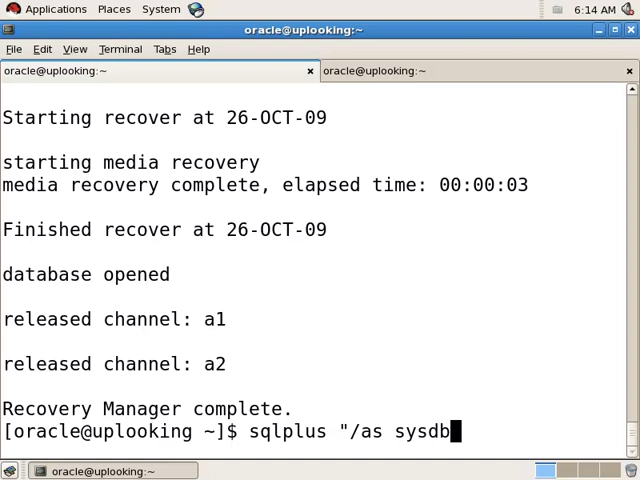 Applications Places System 6:14 AM
oracle@uplooking:~
File Edit View Terminal Tabs Help
oracle@uplooking:~ oracle@uplooking:~
Starting recover at 26-OCT-09
starting media recovery
media recovery complete, elapsed time: 00:00:03
Finished recover at 26-OCT-09
database opened
released channel: a1
released channel: a2
Recovery Manager complete.
[oracle@uplooking ~]$ sqlplus "/as sysdb
oracle@uplooking:~